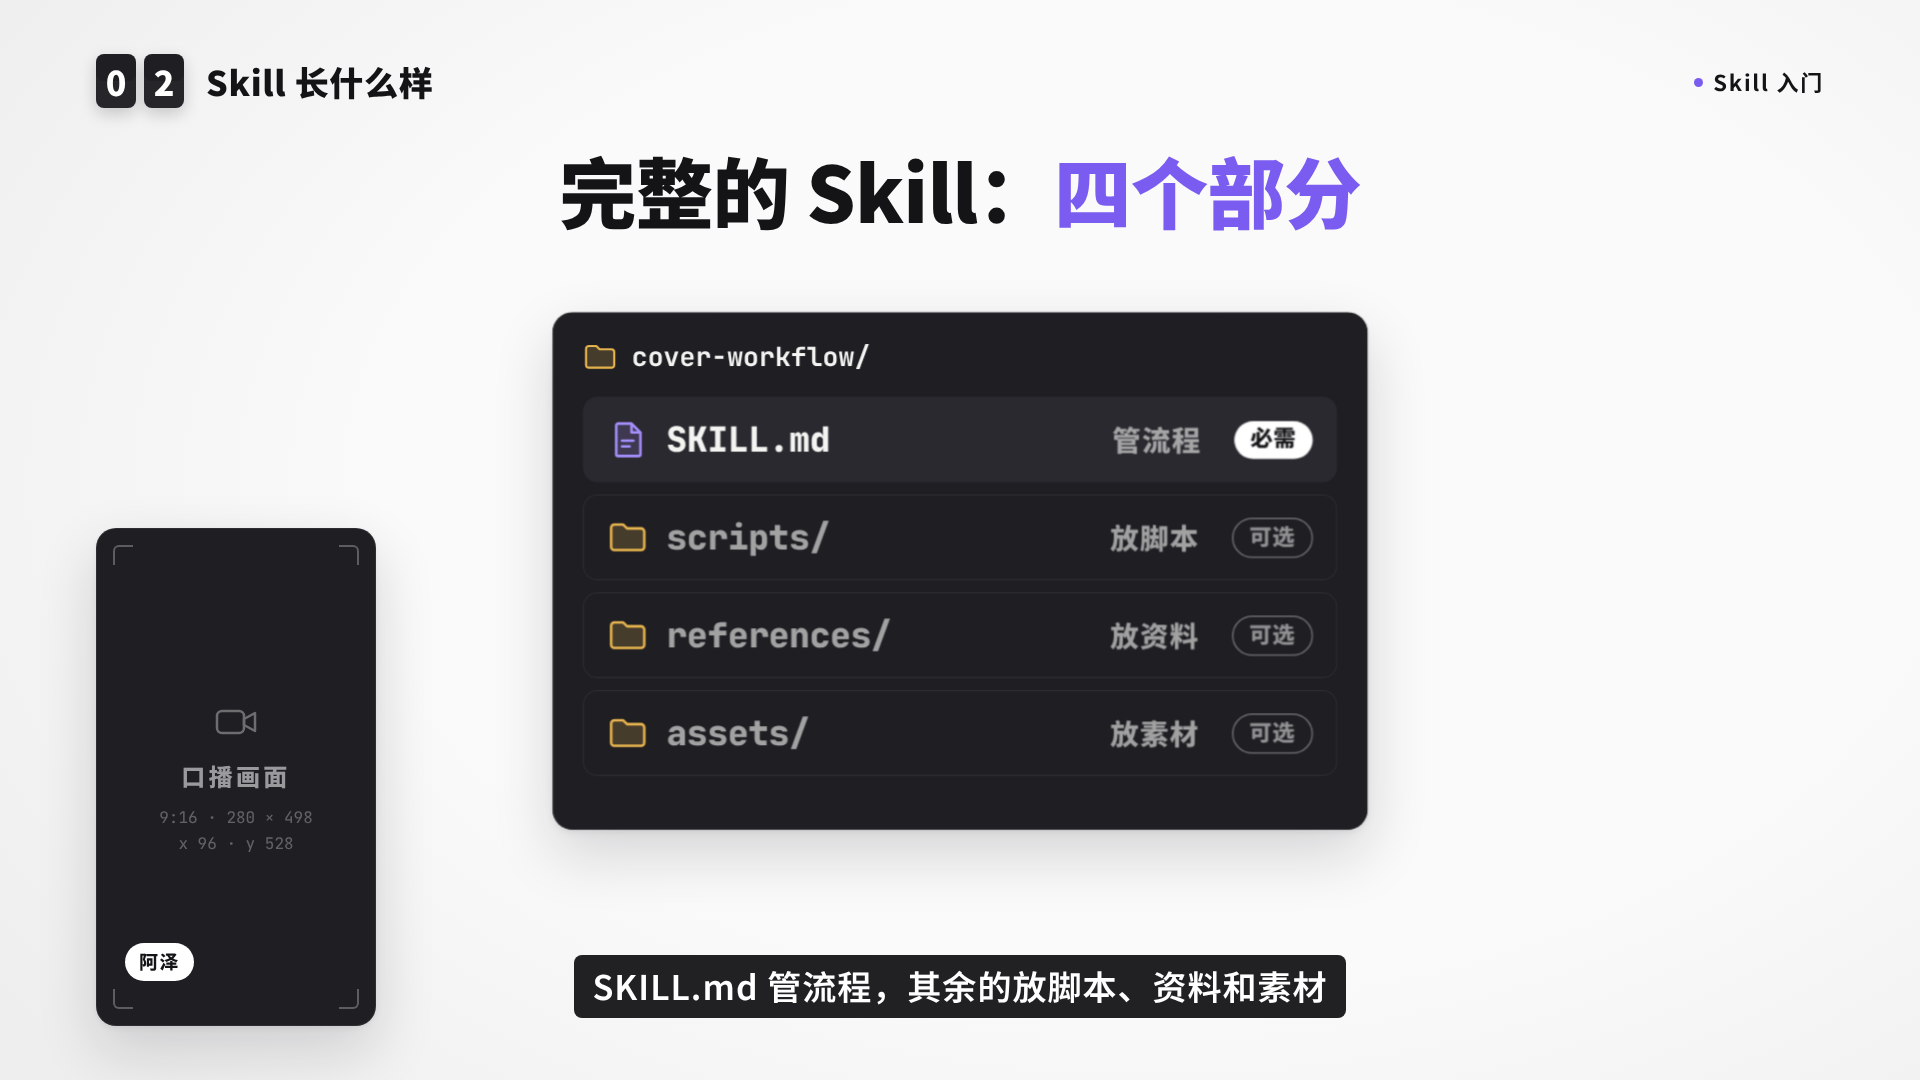 02 Skill 长什么样
Skill 入门
完整的 Skill：四个部分
cover-workflow/
SKILL.md 管流程 必需
scripts/ 放脚本 可选
references/ 放资料 可选
assets/ 放素材 可选
口播画面
9:16 · 280 × 498
x 96 · y 528
阿泽
SKILL.md 管流程，其余的放脚本、资料和素材